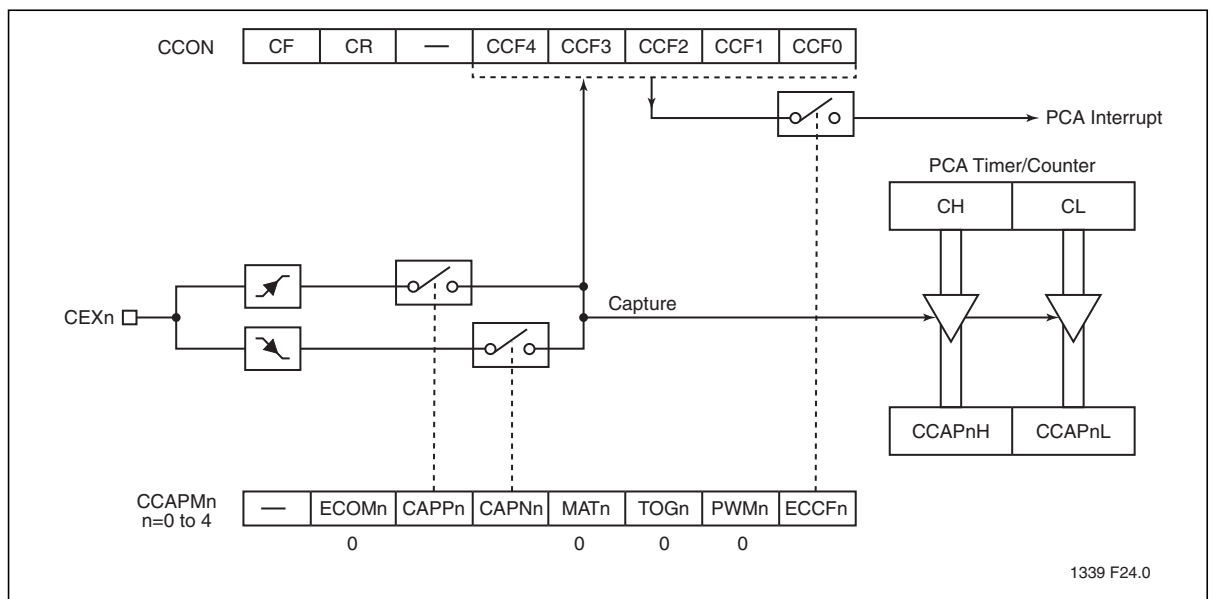 CCON CF CR — CCF4 CCF3 CCF2 CCF1 CCF0
PCA Interrupt
PCA Timer/Counter
CH CL
CEXn
Capture
CCAPnH CCAPnL
CCAPMn
n=0 to 4
— ECOMn CAPPn CAPNn MATn TOGn PWMn ECCFn
0 0 0 0
1339 F24.0